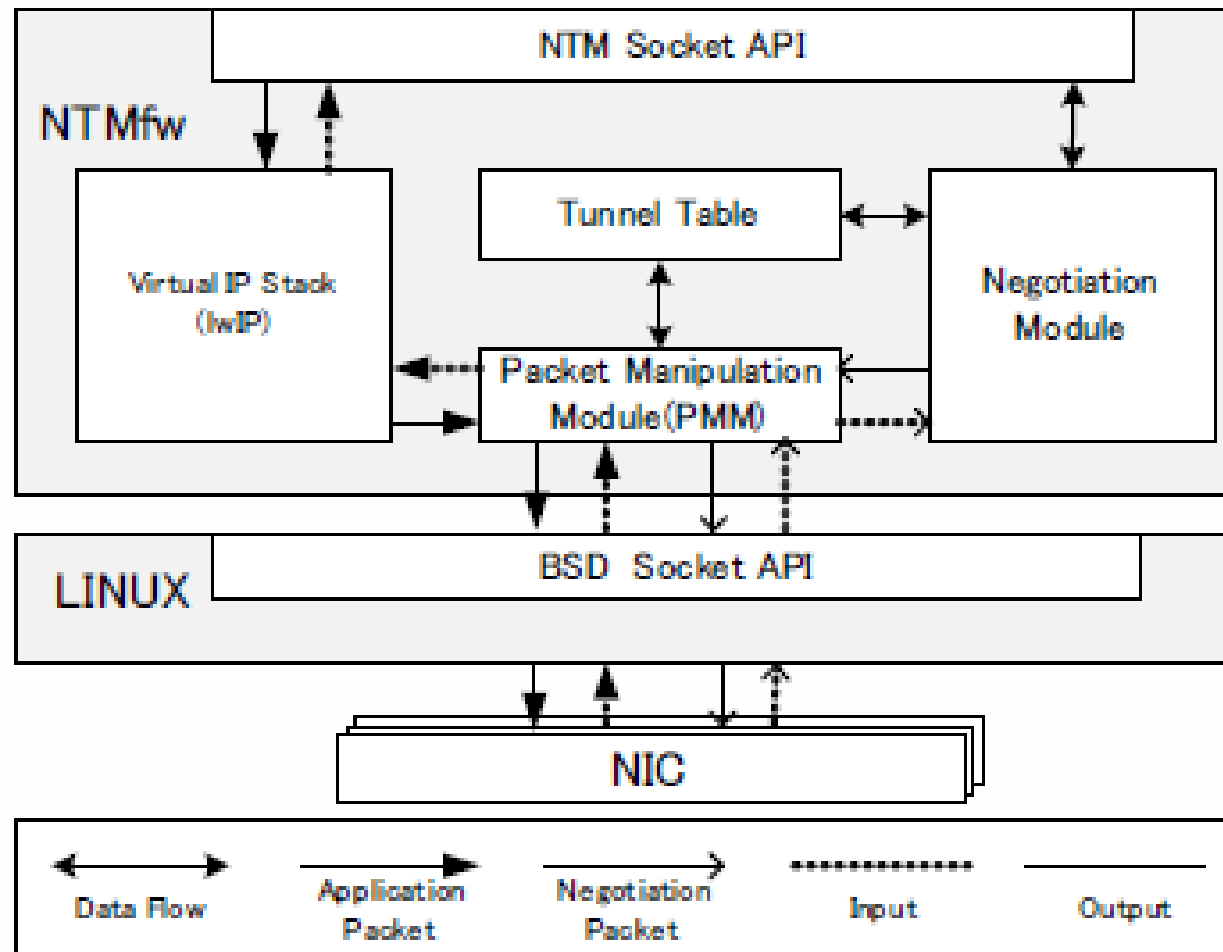 NTM Socket API
NTMfw
Tunnel Table
Virtual IP Stack
(lwIP)
Negotiation
Module
Packet Manipulation
Module(PMM)
BSD Socket API
LINUX
NIC
Data Flow
Application
Packet
Negotiation
Packet
Input
Output